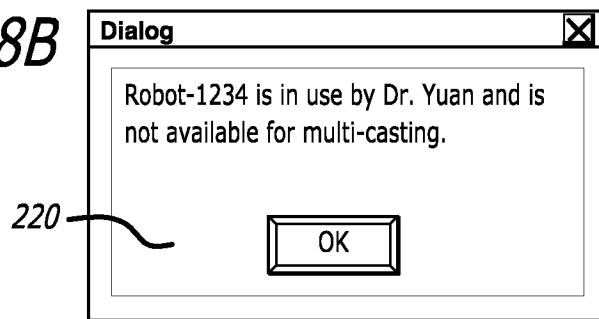 8B
Dialog
Robot-1234 is in use by Dr. Yuan and is
not available for multi-casting.
220
OK